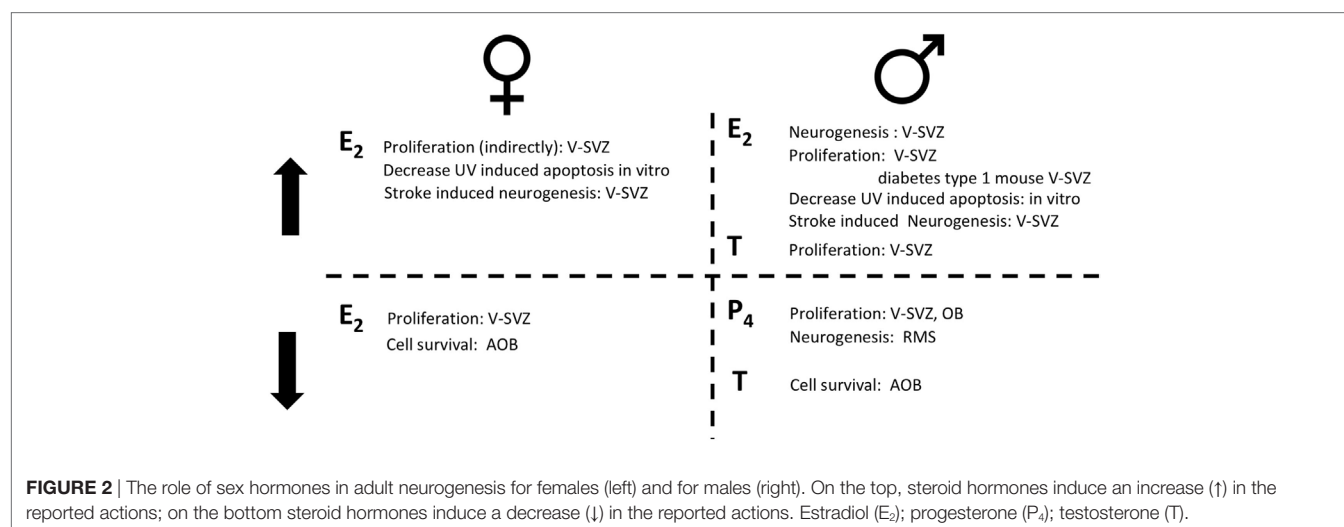 ♀
♂
↑
E₂ Proliferation (indirectly): V-SVZ
Decrease UV induced apoptosis in vitro
Stroke induced neurogenesis: V-SVZ
E₂ Neurogenesis : V-SVZ
Proliferation: V-SVZ
diabetes type 1 mouse V-SVZ
Decrease UV induced apoptosis: in vitro
Stroke induced Neurogenesis: V-SVZ
T Proliferation: V-SVZ
↓
E₂ Proliferation: V-SVZ
Cell survival: AOB
P₄ Proliferation: V-SVZ, OB
Neurogenesis: RMS
T Cell survival: AOB
FIGURE 2 | The role of sex hormones in adult neurogenesis for females (left) and for males (right). On the top, steroid hormones induce an increase (↑) in the
reported actions; on the bottom steroid hormones induce a decrease (↓) in the reported actions. Estradiol (E₂); progesterone (P₄); testosterone (T).